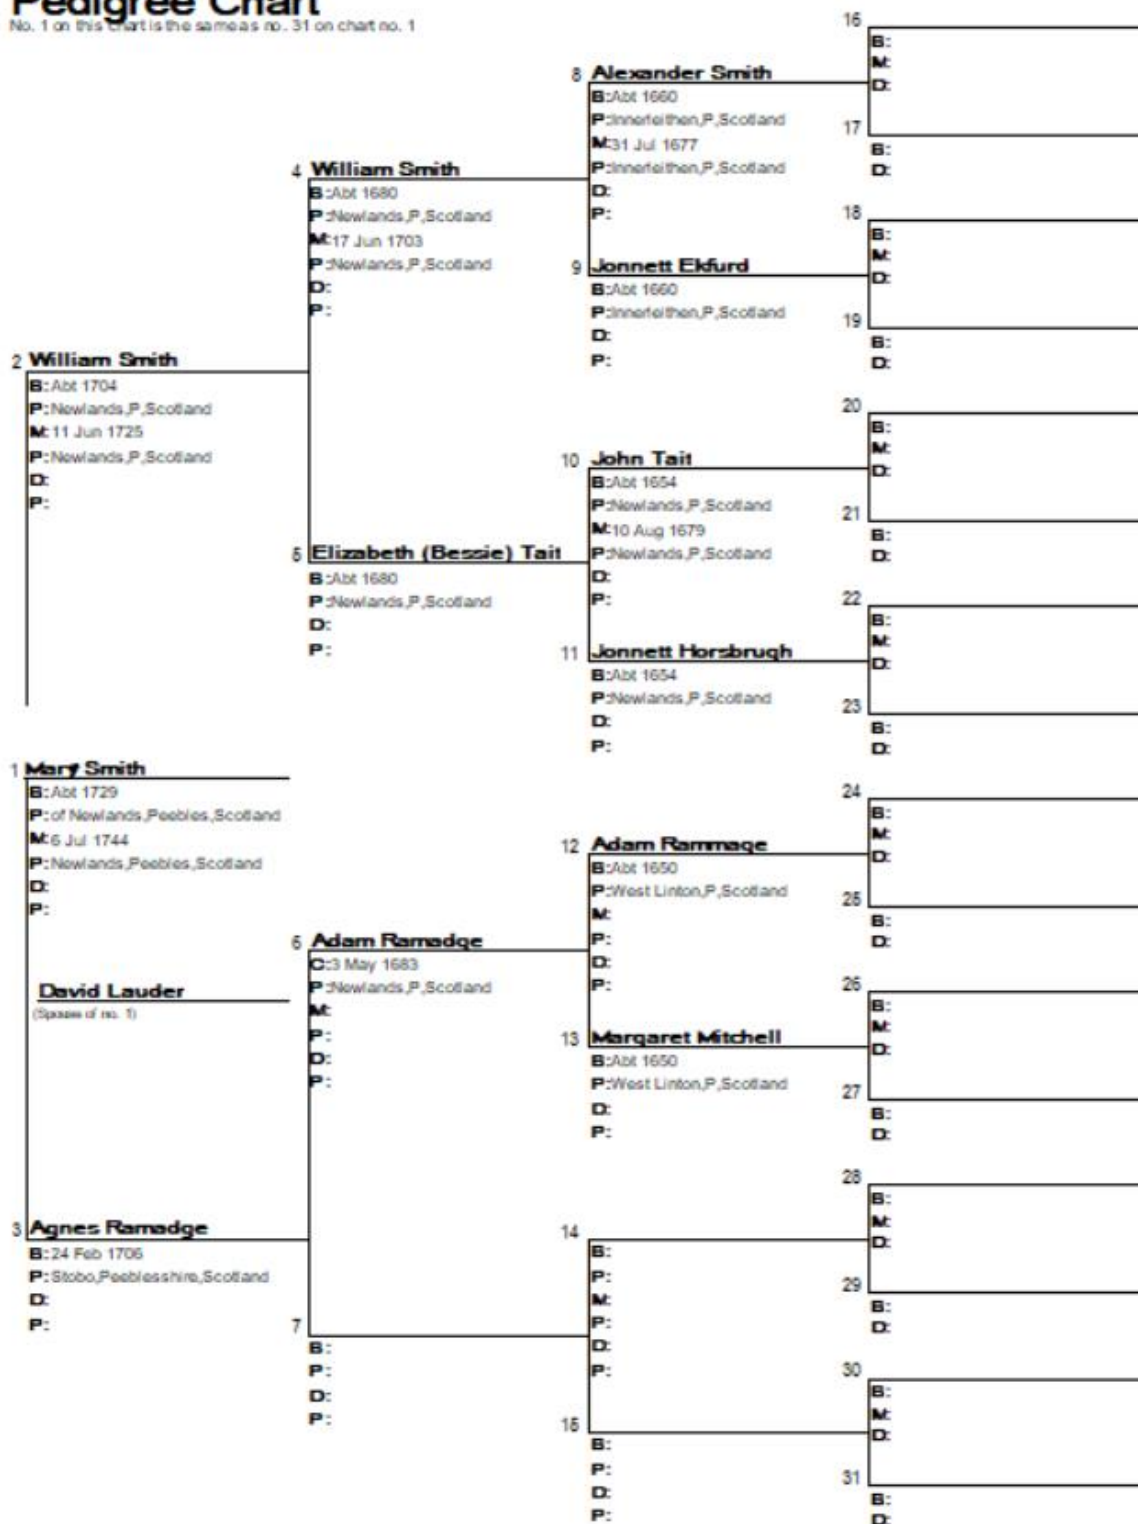 Pedigree Chart
No. 1 on this chart is the same as no. 31 on chart no. 1
16
B:
M:
D:
8 Alexander Smith
B:Abt 1660
P:Innerleithen,P,Scotland
M:31 Jul 1677
P:Innerleithen,P,Scotland
D:
P:
17
B:
D:
4 William Smith
B:Abt 1680
P:Newlands,P,Scotland
M:17 Jun 1703
P:Newlands,P,Scotland
D:
P:
18
B:
M:
D:
9 Jonnett Ekfurd
B:Abt 1660
P:Innerleithen,P,Scotland
D:
P:
19
B:
D:
2 William Smith
B:Abt 1704
P:Newlands,P,Scotland
M:11 Jun 1725
P:Newlands,P,Scotland
D:
P:
20
B:
M:
D:
10 John Tait
B:Abt 1654
P:Newlands,P,Scotland
M:10 Aug 1679
P:Newlands,P,Scotland
D:
P:
21
B:
D:
5 Elizabeth (Bessie) Tait
B:Abt 1680
P:Newlands,P,Scotland
D:
P:
22
B:
M:
D:
11 Jonnett Horsbrugh
B:Abt 1654
P:Newlands,P,Scotland
D:
P:
23
B:
D:
1 Mary Smith
B:Abt 1729
P:of Newlands,Peebles,Scotland
M:6 Jul 1744
P:Newlands,Peebles,Scotland
D:
P:
24
B:
M:
D:
12 Adam Rammage
B:Abt 1650
P:West Linton,P,Scotland
M:
P:
D:
P:
25
B:
D:
6 Adam Ramadge
C:3 May 1683
P:Newlands,P,Scotland
M:
P:
D:
P:
David Lauder
(Spouse of no. 1)
26
B:
M:
D:
13 Margaret Mitchell
B:Abt 1650
P:West Linton,P,Scotland
D:
P:
27
B:
D:
3 Agnes Ramadge
B:24 Feb 1706
P:Stobo,Peeblesshire,Scotland
D:
P:
28
B:
M:
D:
14
B:
P:
M:
P:
D:
P:
29
B:
D:
7
B:
P:
D:
P:
30
B:
M:
D:
15
B:
P:
D:
P:
31
B:
D: